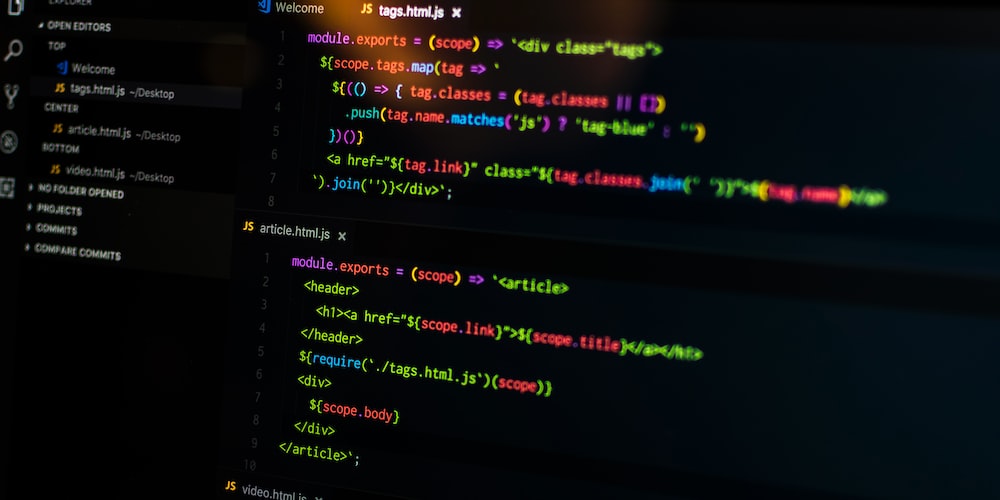 EXPLORER
OPEN EDITORS
TOP
Welcome
JS tags.html.js ~/Desktop
CENTER
JS article.html.js ~/Desktop
BOTTOM
JS video.html.js ~/Desktop
NO FOLDER OPENED
PROJECTS
COMMITS
COMPARE COMMITS
Welcome JS tags.html.js ×
1 module.exports = (scope) => `<div class="tags">
2 ${scope.tags.map(tag => `
3 ${(() => { tag.classes = (tag.classes || [])
4 .push(tag.name.matches('js') ? 'tag-blue' : '')
5 })()}
6 <a href="${tag.link}" class="${tag.classes.join(' ')}">${tag.name}</a>
7 `).join('')}</div>`;
8
JS article.html.js ×
1 module.exports = (scope) => `<article>
2 <header>
3 <h1><a href="${scope.link}">${scope.title}</a></h1>
4 </header>
5 ${require(`./tags.html.js`)(scope)}
6 <div>
7 ${scope.body}
8 </div>
9 </article>`;
10
JS video.html.js ×